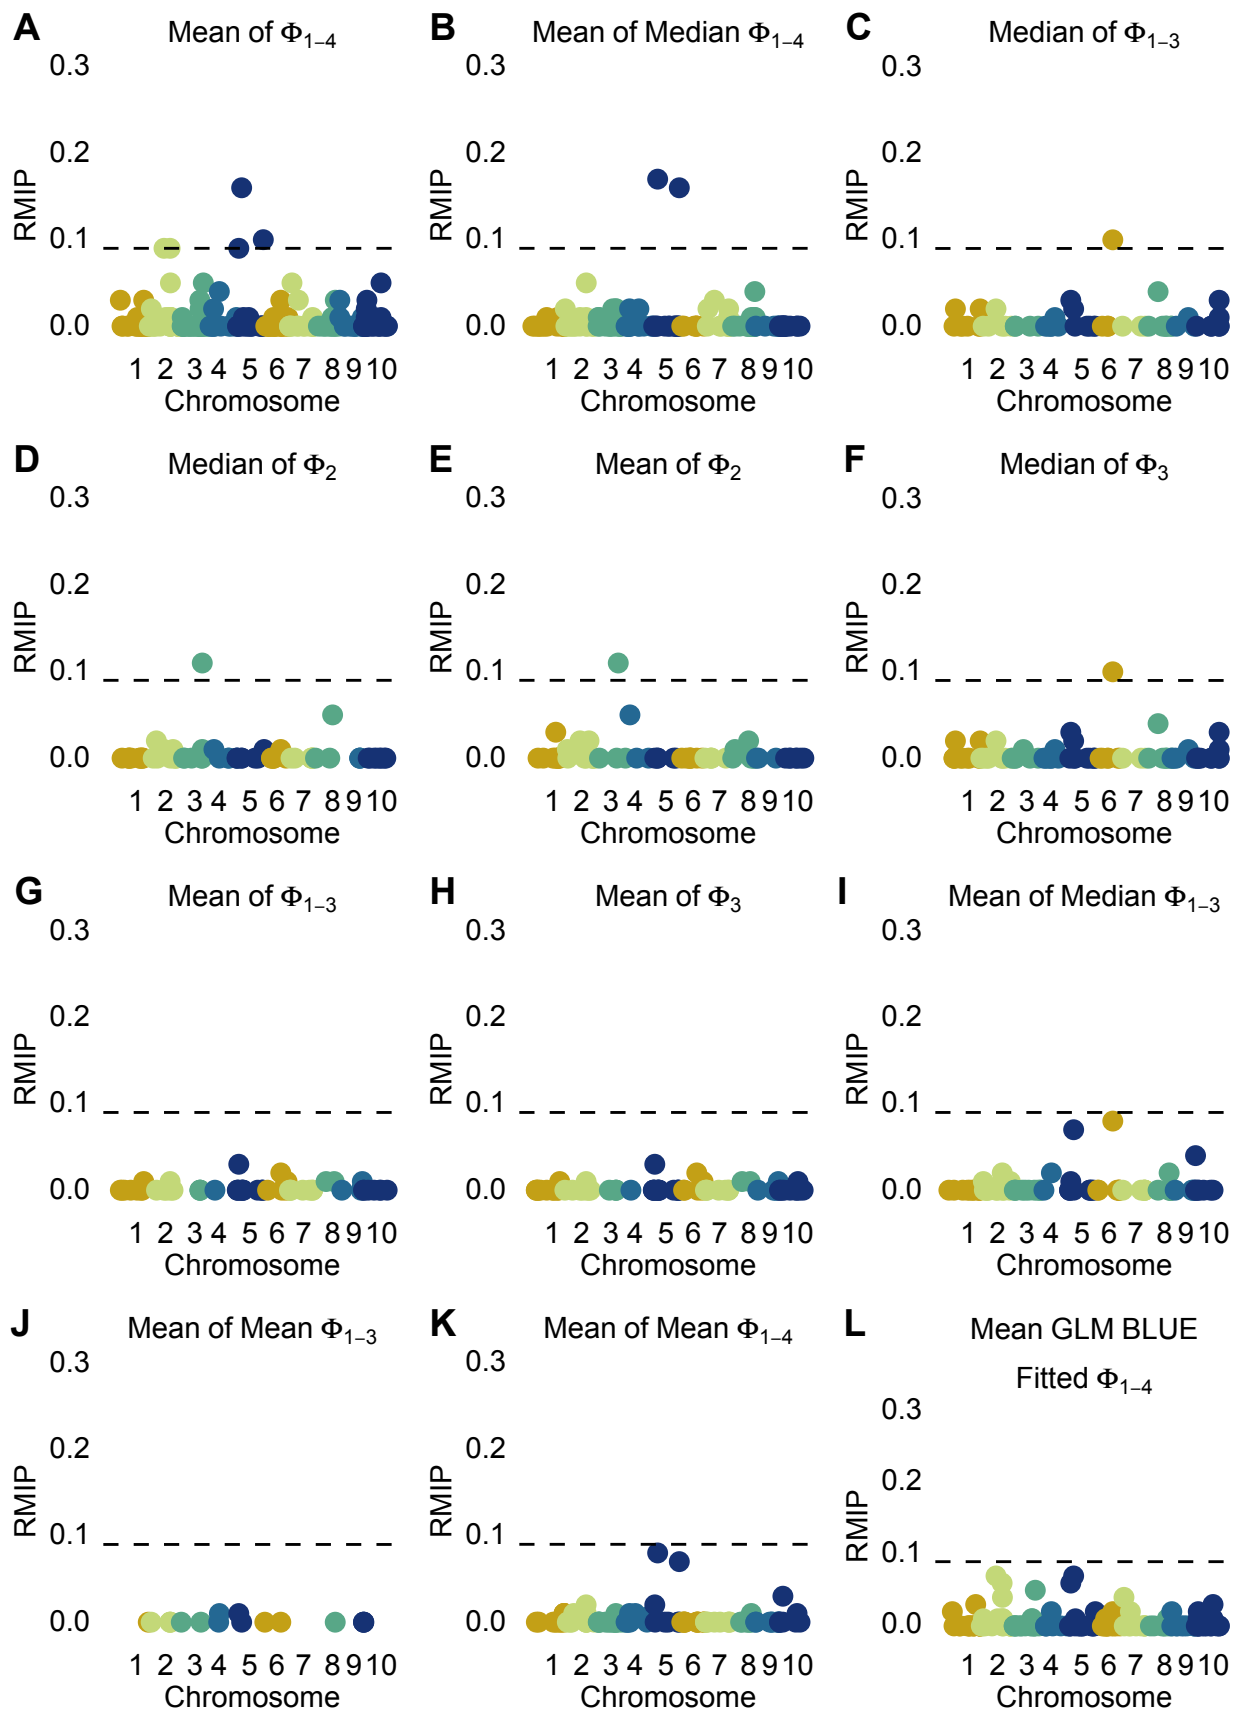 A Mean of Φ1–4
0.3
0.2
0.1
0.0
RMIP
1 2 3 4 5 6 7 8 9 10
Chromosome
B Mean of Median Φ1–4
0.3
0.2
0.1
0.0
RMIP
1 2 3 4 5 6 7 8 9 10
Chromosome
C Median of Φ1–3
0.3
0.2
0.1
0.0
RMIP
1 2 3 4 5 6 7 8 9 10
Chromosome
D Median of Φ2
0.3
0.2
0.1
0.0
RMIP
1 2 3 4 5 6 8 9 10
Chromosome
E Mean of Φ2
0.3
0.2
0.1
0.0
RMIP
1 2 3 4 5 6 7 8 9 10
Chromosome
F Median of Φ3
0.3
0.2
0.1
0.0
RMIP
1 2 3 4 5 6 7 8 9 10
Chromosome
G Mean of Φ1–3
0.3
0.2
0.1
0.0
RMIP
1 2 3 4 5 6 7 8 9 10
Chromosome
H Mean of Φ3
0.3
0.2
0.1
0.0
RMIP
1 2 3 4 5 6 7 8 9 10
Chromosome
I Mean of Median Φ1–3
0.3
0.2
0.1
0.0
RMIP
1 2 3 4 5 6 7 8 9 10
Chromosome
J Mean of Mean Φ1–3
0.3
0.2
0.1
0.0
RMIP
1 2 3 4 5 6 8 9 10
Chromosome
K Mean of Mean Φ1–4
0.3
0.2
0.1
0.0
RMIP
1 2 3 4 5 6 7 8 9 10
Chromosome
L Mean GLM BLUE
Fitted Φ1–4
0.3
0.2
0.1
0.0
RMIP
1 2 3 4 5 6 7 8 9 10
Chromosome